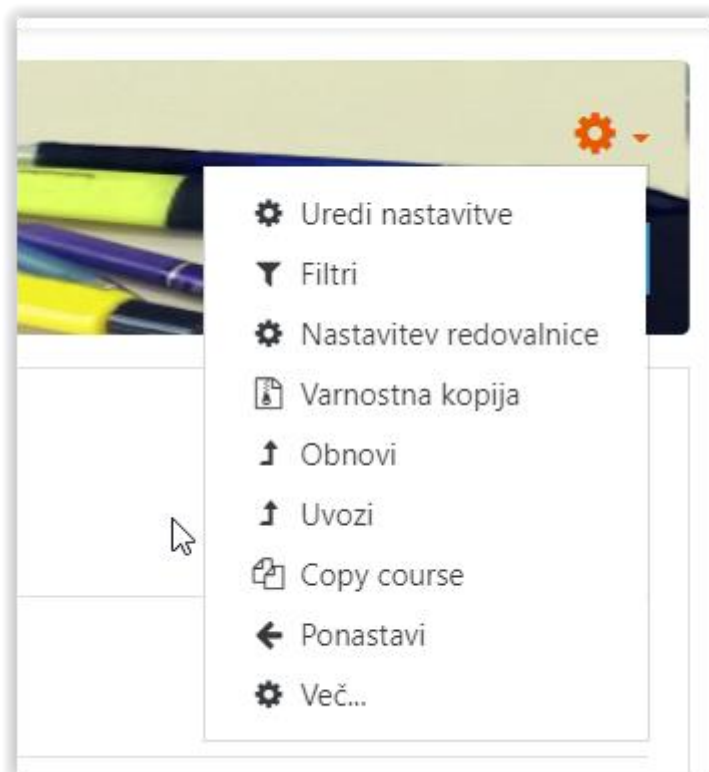 Uredi nastavitve
Filtri
Nastavitev redovalnice
Varnostna kopija
Obnovi
Uvozi
Copy course
Ponastavi
Več...